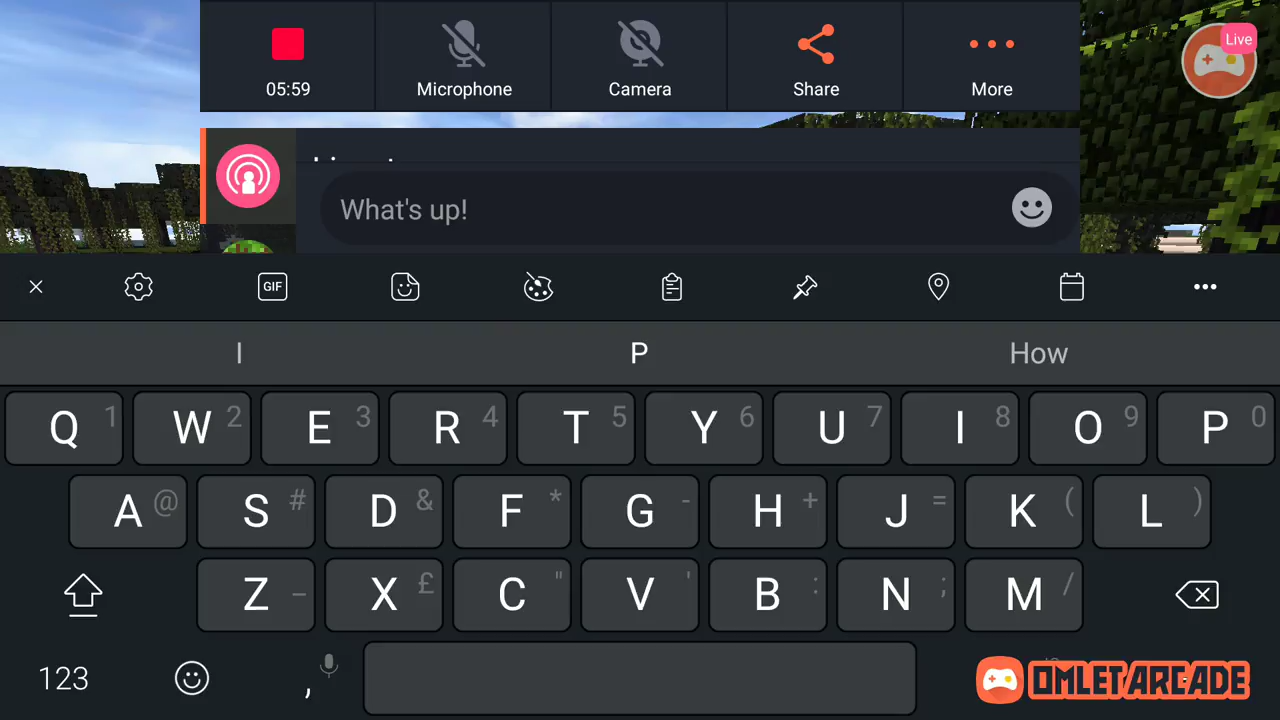 Live
05:59
Microphone
Camera
Share
More
What's up!
GIF
I
P
How
Q 1 W 2 E 3 R 4 T 5 Y 6 U 7 I 8 O 9 P 0
A @ S # D & F * G - H + J = K ( L )
Z _ X £ C " V ' B : N ; M /
123
,
OMLET ARCADE